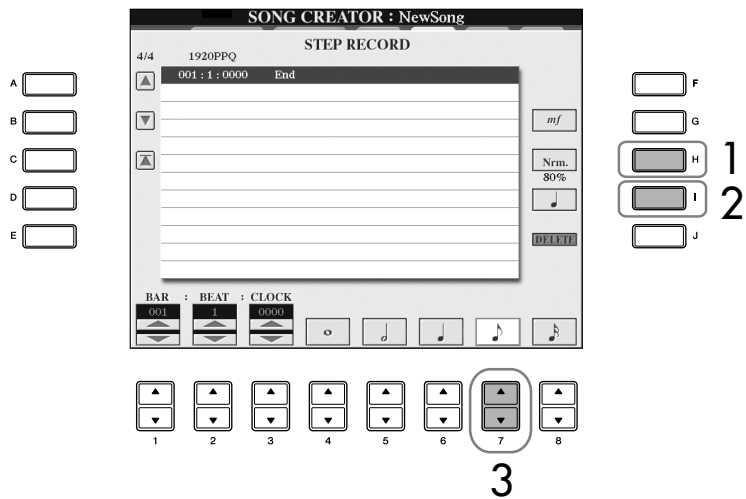 SONG CREATOR : NewSong
STEP RECORD
4/4 1920PPQ
001 : 1 : 0000 End
A
B
C
D
E
mf
Nrm.
80%
DELETE
F
G
H 1
I 2
J
BAR : BEAT : CLOCK
001 1 0000
1 2 3 4 5 6 7 8
3